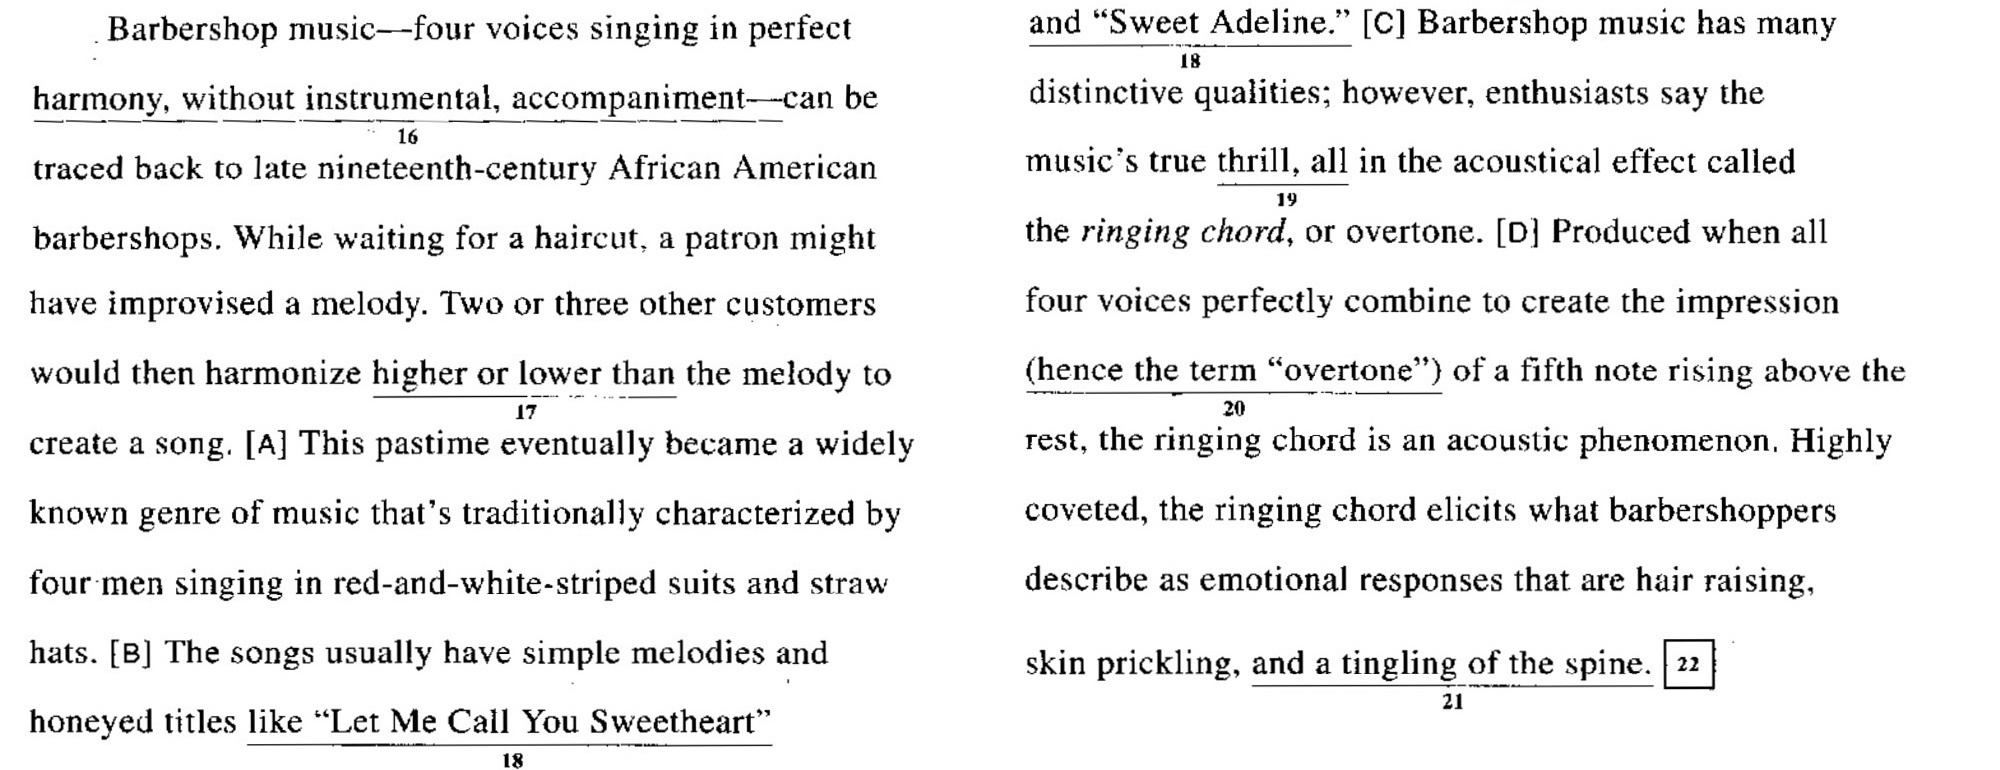 Barbershop music—four voices singing in perfect
harmony, without instrumental, accompaniment—can be
16
traced back to late nineteenth-century African American
barbershops. While waiting for a haircut, a patron might
have improvised a melody. Two or three other customers
would then harmonize higher or lower than the melody to
17
create a song. [A] This pastime eventually became a widely
known genre of music that's traditionally characterized by
four men singing in red-and-white-striped suits and straw
hats. [B] The songs usually have simple melodies and
honeyed titles like “Let Me Call You Sweetheart”
18
and “Sweet Adeline.” [C] Barbershop music has many
18
distinctive qualities; however, enthusiasts say the
music's true thrill, all in the acoustical effect called
19
the ringing chord, or overtone. [D] Produced when all
four voices perfectly combine to create the impression
(hence the term “overtone”) of a fifth note rising above the
20
rest, the ringing chord is an acoustic phenomenon. Highly
coveted, the ringing chord elicits what barbershoppers
describe as emotional responses that are hair raising,
skin prickling, and a tingling of the spine. 22
21